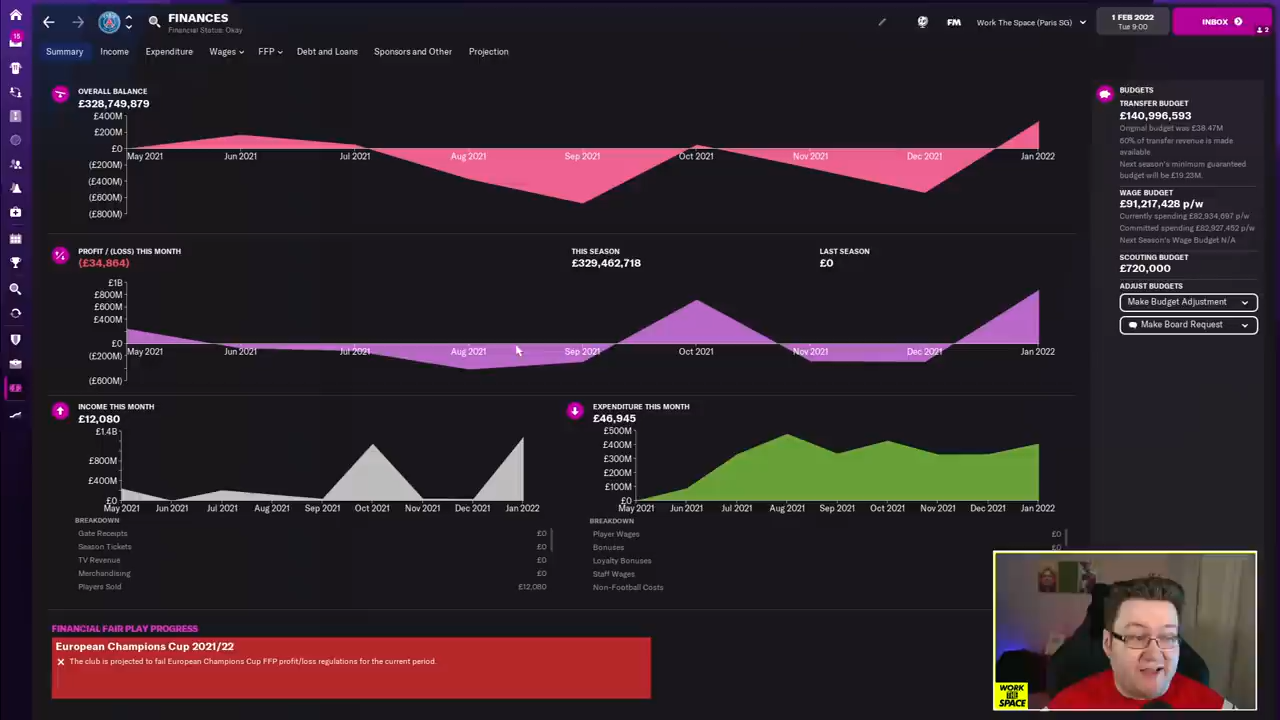 FINANCES
Financial Status: Okay
FM
Work The Space (Paris SG)
1 FEB 2022
Tue 9:00
INBOX
2
15
Summary
Income
Expenditure
Wages
FFP
Debt and Loans
Sponsors and Other
Projection
OVERALL BALANCE
£328,749,879
£400M
£200M
£0
(£200M)
(£400M)
(£600M)
(£800M)
May 2021
Jun 2021
Jul 2021
Aug 2021
Sep 2021
Oct 2021
Nov 2021
Dec 2021
Jan 2022
PROFIT / (LOSS) THIS MONTH
(£34,864)
THIS SEASON
£329,462,718
LAST SEASON
£0
£1B
£800M
£600M
£400M
£0
(£200M)
(£600M)
May 2021
Jun 2021
Jul 2021
Aug 2021
Sep 2021
Oct 2021
Nov 2021
Dec 2021
Jan 2022
INCOME THIS MONTH
£12,080
£1.4B
£800M
£400M
£0
May 2021
Jun 2021
Jul 2021
Aug 2021
Sep 2021
Oct 2021
Nov 2021
Dec 2021
Jan 2022
BREAKDOWN
Gate Receipts £0
Season Tickets £0
TV Revenue £0
Merchandising £0
Players Sold £12,080
EXPENDITURE THIS MONTH
£46,945
£500M
£400M
£300M
£200M
£100M
£0
May 2021
Jun 2021
Jul 2021
Aug 2021
Sep 2021
Oct 2021
Nov 2021
Dec 2021
Jan 2022
BREAKDOWN
Player Wages £0
Bonuses £0
Loyalty Bonuses
Staff Wages
Non-Football Costs
FINANCIAL FAIR PLAY PROGRESS
European Champions Cup 2021/22
The club is projected to fail European Champions Cup FFP profit/loss regulations for the current period.
BUDGETS
TRANSFER BUDGET
£140,996,593
Original budget was £38.47M
60% of transfer revenue is made
available
Next season's minimum guaranteed
budget will be £19.23M
WAGE BUDGET
£91,217,428 p/w
Currently spending £82,934,697 p/w
Committed spending £82,927,452 p/w
Next Season's Wage Budget N/A
SCOUTING BUDGET
£720,000
ADJUST BUDGETS
Make Budget Adjustment
Make Board Request
WORK
THE
SPACE